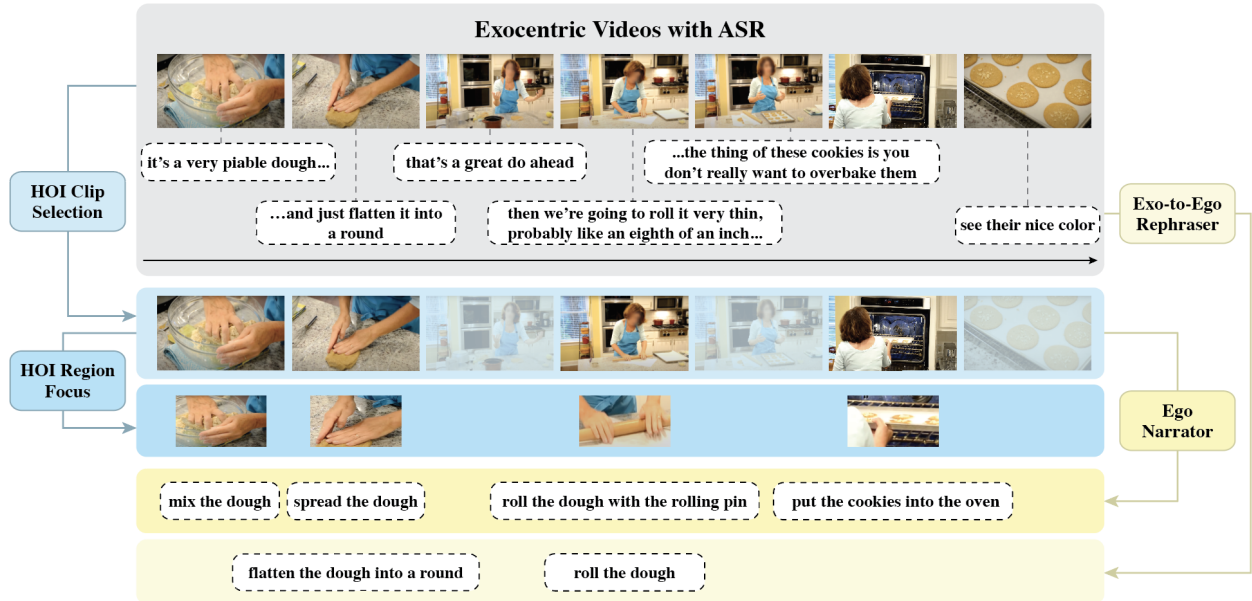 Exocentric Videos with ASR
it's a very piable dough...
that's a great do ahead
...the thing of these cookies is you
don't really want to overbake them
...and just flatten it into
a round
then we're going to roll it very thin,
probably like an eighth of an inch...
see their nice color
HOI Clip
Selection
Exo-to-Ego
Rephraser
HOI Region
Focus
Ego
Narrator
mix the dough
spread the dough
roll the dough with the rolling pin
put the cookies into the oven
flatten the dough into a round
roll the dough